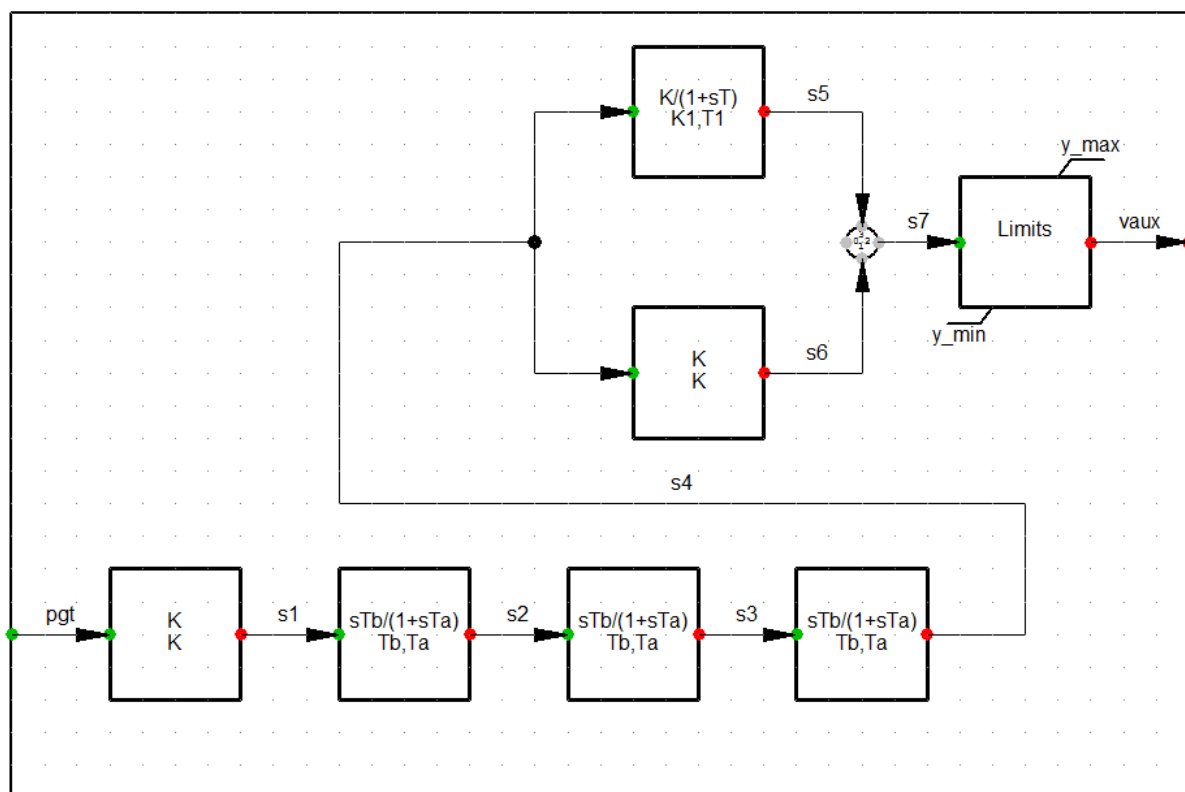 K/(1+sT)
K1,T1
s5
y_max
Limits
s7
vaux
y_min
K
K
s6
s4
pgt
K
K
s1
sTb/(1+sTa)
Tb,Ta
s2
sTb/(1+sTa)
Tb,Ta
s3
sTb/(1+sTa)
Tb,Ta